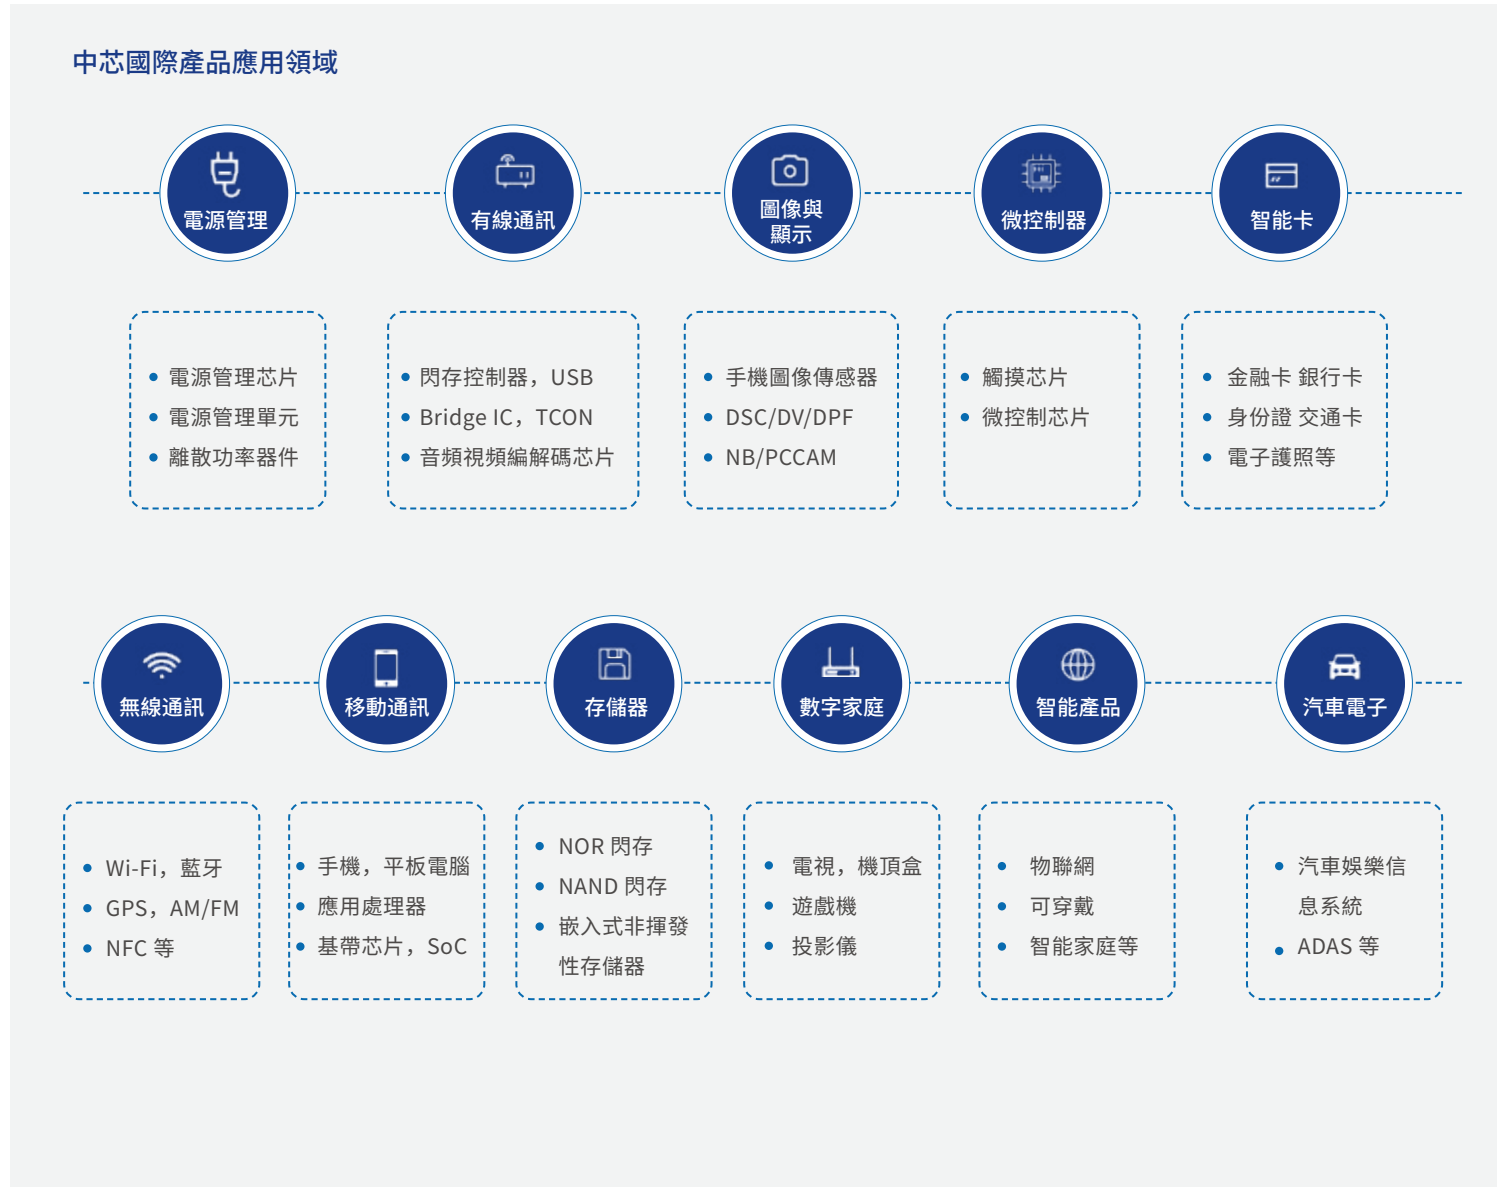 中芯國際產品應用領域
電源管理
有線通訊
圖像與
顯示
微控制器
智能卡
電源管理芯片
電源管理單元
離散功率器件
閃存控制器，USB
Bridge IC，TCON
音頻視頻編解碼芯片
手機圖像傳感器
DSC/DV/DPF
NB/PCCAM
觸摸芯片
微控制芯片
金融卡 銀行卡
身份證 交通卡
電子護照等
無線通訊
移動通訊
存儲器
數字家庭
智能產品
汽車電子
Wi-Fi，藍牙
GPS，AM/FM
NFC 等
手機，平板電腦
應用處理器
基帶芯片，SoC
NOR 閃存
NAND 閃存
嵌入式非揮發
性存儲器
電視，機頂盒
遊戲機
投影儀
物聯網
可穿戴
智能家庭等
汽車娛樂信
息系統
ADAS 等